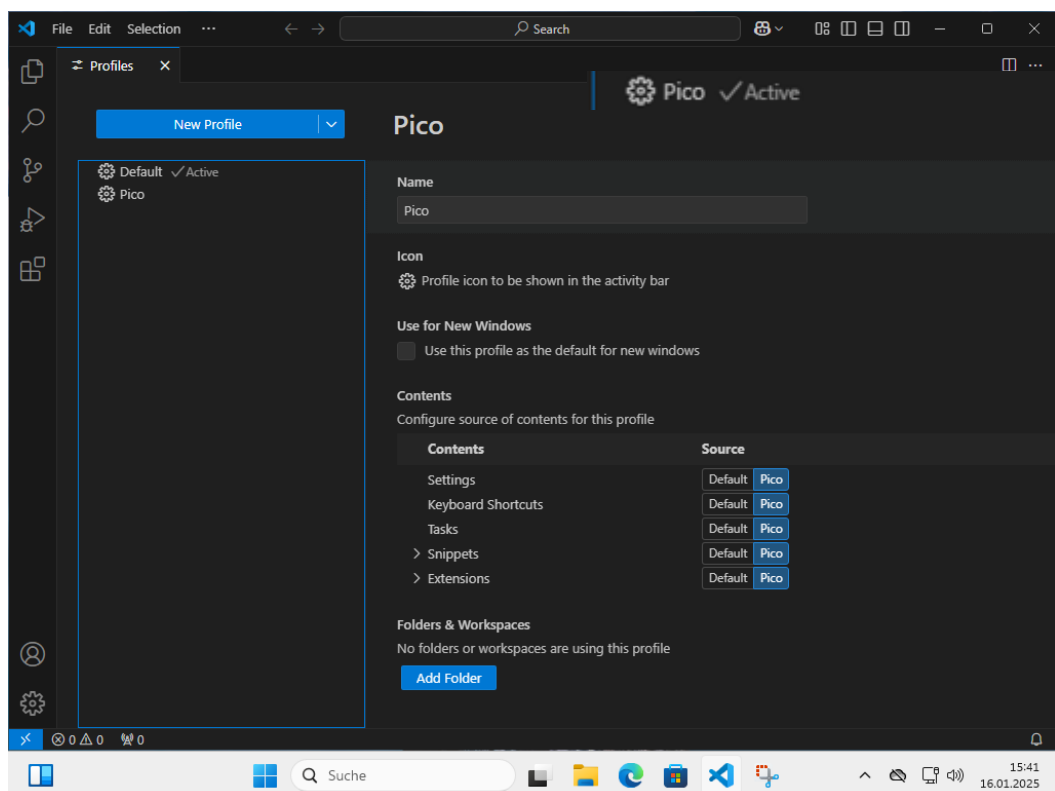 File Edit Selection ··· Search
Profiles
Pico ✓ Active
New Profile
Pico
Default ✓ Active
Pico
Name
Pico
Icon
Profile icon to be shown in the activity bar
Use for New Windows
Use this profile as the default for new windows
Contents
Configure source of contents for this profile
Contents Source
Settings Default Pico
Keyboard Shortcuts Default Pico
Tasks Default Pico
Snippets Default Pico
Extensions Default Pico
Folders & Workspaces
No folders or workspaces are using this profile
Add Folder
0 0 0
Suche
15:41
16.01.2025